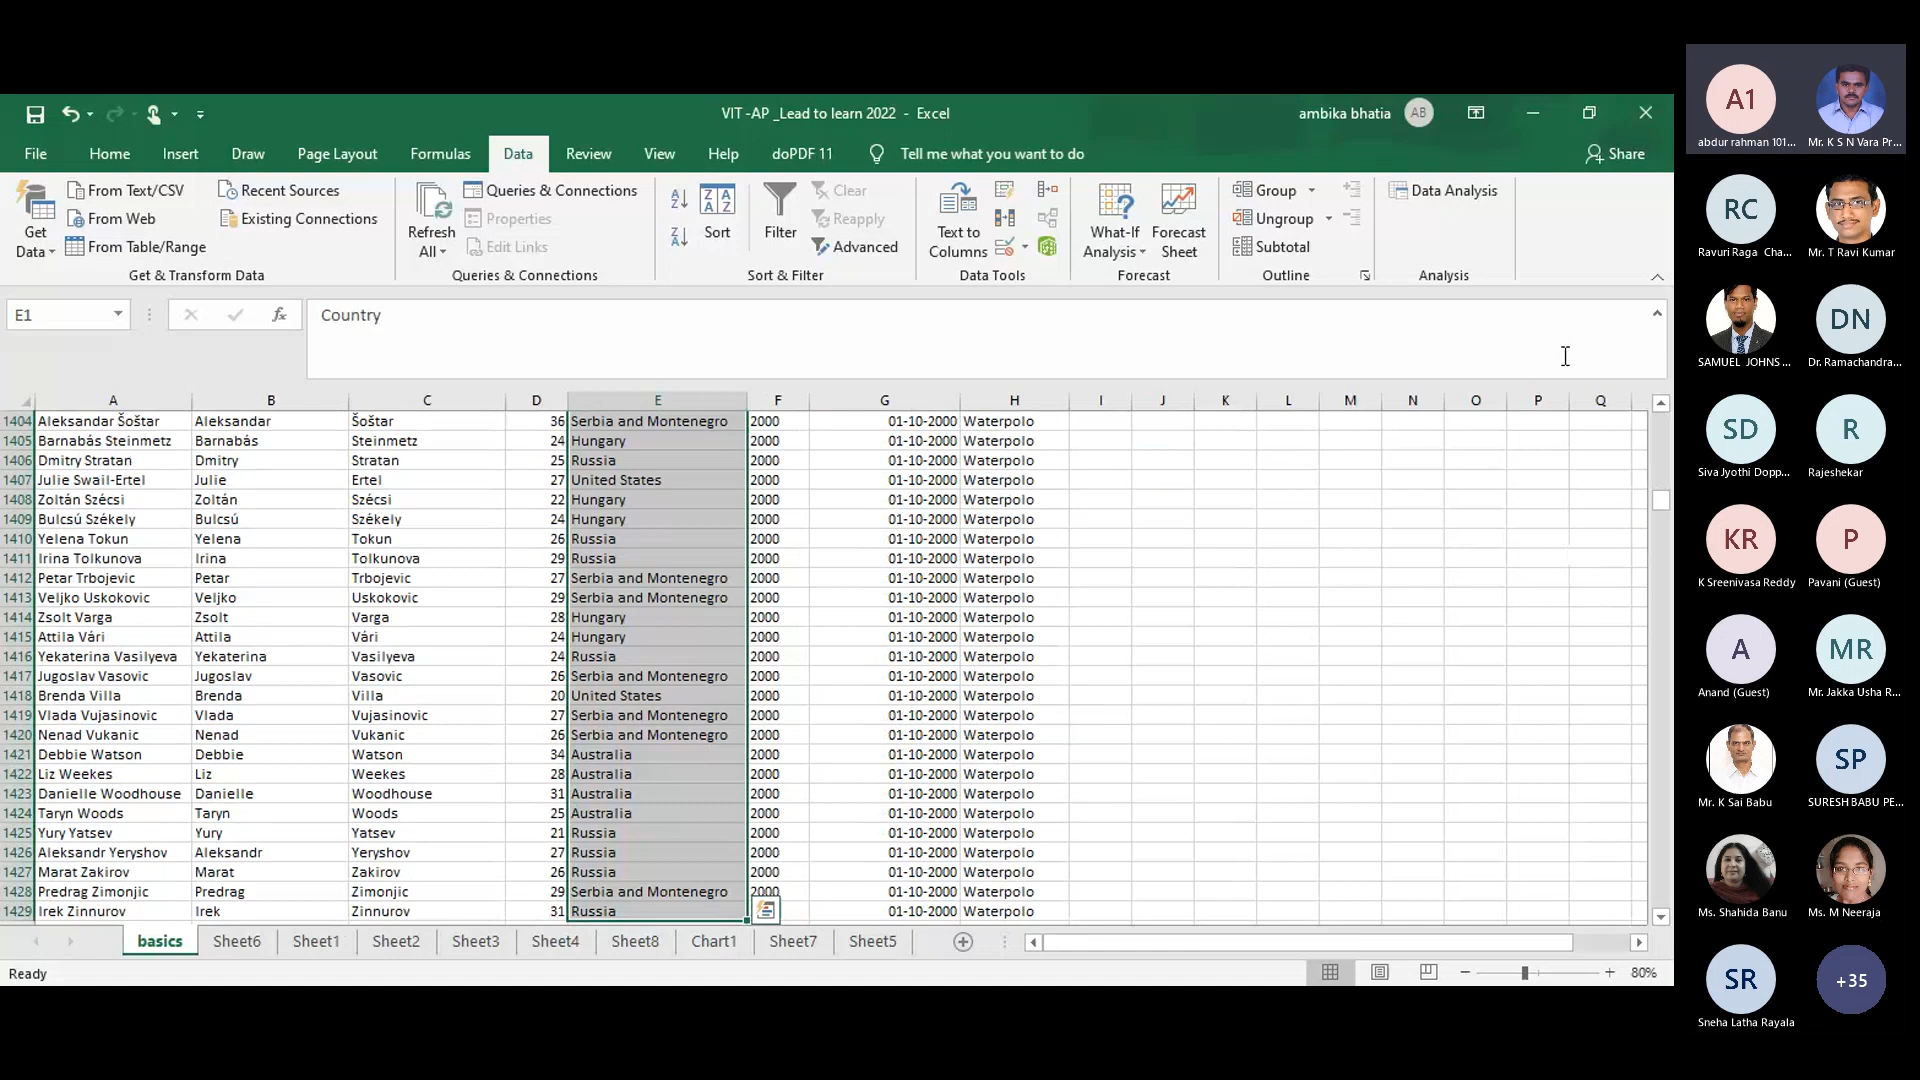 VIT -AP _Lead to learn 2022 - Excel
ambika bhatia AB
File Home Insert Draw Page Layout Formulas Data Review View Help doPDF 11 Tell me what you want to do Share
Get Data
From Text/CSV
From Web
From Table/Range
Recent Sources
Existing Connections
Get & Transform Data
Refresh All
Queries & Connections
Properties
Edit Links
Queries & Connections
Sort
Filter
Clear
Reapply
Advanced
Sort & Filter
Text to Columns
Data Tools
What-If Analysis
Forecast Sheet
Forecast
Group
Ungroup
Subtotal
Outline
Data Analysis
Analysis
E1 fx Country
A B C D E F G H I J K L M N O P Q
1404 Aleksandar Šoštar Aleksandar Šoštar 36 Serbia and Montenegro 2000 01-10-2000 Waterpolo
1405 Barnabás Steinmetz Barnabás Steinmetz 24 Hungary 2000 01-10-2000 Waterpolo
1406 Dmitry Stratan Dmitry Stratan 25 Russia 2000 01-10-2000 Waterpolo
1407 Julie Swail-Ertel Julie Ertel 27 United States 2000 01-10-2000 Waterpolo
1408 Zoltán Szécsi Zoltán Szécsi 22 Hungary 2000 01-10-2000 Waterpolo
1409 Bulcsú Székely Bulcsú Székely 24 Hungary 2000 01-10-2000 Waterpolo
1410 Yelena Tokun Yelena Tokun 26 Russia 2000 01-10-2000 Waterpolo
1411 Irina Tolkunova Irina Tolkunova 29 Russia 2000 01-10-2000 Waterpolo
1412 Petar Trbojevic Petar Trbojevic 27 Serbia and Montenegro 2000 01-10-2000 Waterpolo
1413 Veljko Uskokovic Veljko Uskokovic 29 Serbia and Montenegro 2000 01-10-2000 Waterpolo
1414 Zsolt Varga Zsolt Varga 28 Hungary 2000 01-10-2000 Waterpolo
1415 Attila Vári Attila Vári 24 Hungary 2000 01-10-2000 Waterpolo
1416 Yekaterina Vasilyeva Yekaterina Vasilyeva 24 Russia 2000 01-10-2000 Waterpolo
1417 Jugoslav Vasovic Jugoslav Vasovic 26 Serbia and Montenegro 2000 01-10-2000 Waterpolo
1418 Brenda Villa Brenda Villa 20 United States 2000 01-10-2000 Waterpolo
1419 Vlada Vujasinovic Vlada Vujasinovic 27 Serbia and Montenegro 2000 01-10-2000 Waterpolo
1420 Nenad Vukanic Nenad Vukanic 26 Serbia and Montenegro 2000 01-10-2000 Waterpolo
1421 Debbie Watson Debbie Watson 34 Australia 2000 01-10-2000 Waterpolo
1422 Liz Weekes Liz Weekes 28 Australia 2000 01-10-2000 Waterpolo
1423 Danielle Woodhouse Danielle Woodhouse 31 Australia 2000 01-10-2000 Waterpolo
1424 Taryn Woods Taryn Woods 25 Australia 2000 01-10-2000 Waterpolo
1425 Yury Yatsev Yury Yatsev 21 Russia 2000 01-10-2000 Waterpolo
1426 Aleksandr Yeryshov Aleksandr Yeryshov 27 Russia 2000 01-10-2000 Waterpolo
1427 Marat Zakirov Marat Zakirov 26 Russia 2000 01-10-2000 Waterpolo
1428 Predrag Zimonjic Predrag Zimonjic 29 Serbia and Montenegro 2000 01-10-2000 Waterpolo
1429 Irek Zinnurov Irek Zinnurov 31 Russia 01-10-2000 Waterpolo
basics Sheet6 Sheet1 Sheet2 Sheet3 Sheet4 Sheet8 Chart1 Sheet7 Sheet5
Ready 80%
A1
abdur rahman 101... Mr. K S N Vara Pr...
RC
Ravuri Raga Cha... Mr. T Ravi Kumar
DN
SAMUEL JOHNS ... Dr. Ramachandra...
SD R
Siva Jyothi Dopp... Rajeshekar
KR P
K Sreenivasa Reddy Pavani (Guest)
A MR
Anand (Guest) Mr. Jakka Usha R...
SP
Mr. K Sai Babu SURESH BABU PE...
Ms. Shahida Banu Ms. M Neeraja
SR +35
Sneha Latha Rayala